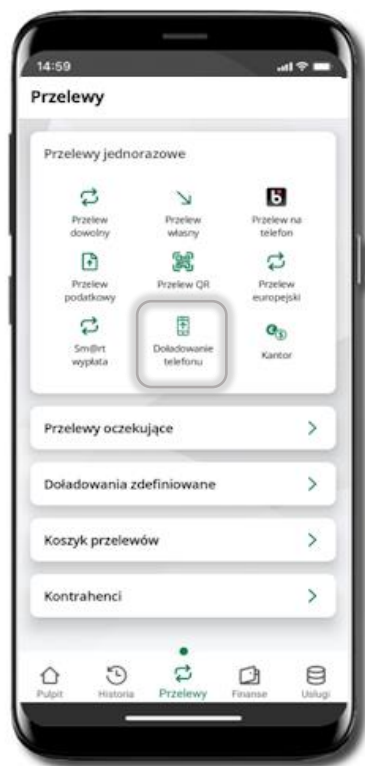 14:59
Przelewy
Przelewy jednorazowe
Przelew dowolny
Przelew własny
Przelew na telefon
Przelew podatkowy
Przelew QR
Przelew europejski
Sm@rt wypłata
Doładowanie telefonu
Kantor
Przelewy oczekujące
Doładowania zdefiniowane
Koszyk przelewów
Kontrahenci
Pulpit
Historia
Przelewy
Finanse
Usługi